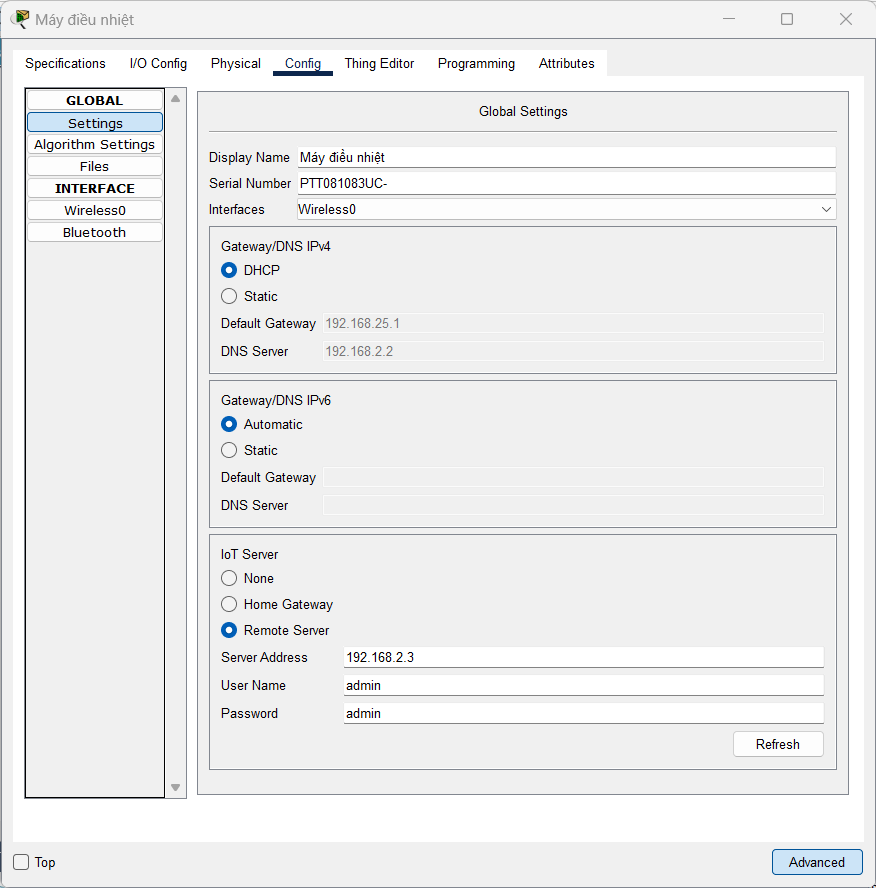 Máy điều nhiệt
Specifications I/O Config Physical Config Thing Editor Programming Attributes
GLOBAL
Settings
Algorithm Settings
Files
INTERFACE
Wireless0
Bluetooth
Global Settings
Display Name Máy điều nhiệt
Serial Number PTT081083UC-
Interfaces Wireless0
Gateway/DNS IPv4
DHCP
Static
Default Gateway 192.168.25.1
DNS Server 192.168.2.2
Gateway/DNS IPv6
Automatic
Static
Default Gateway
DNS Server
IoT Server
None
Home Gateway
Remote Server
Server Address 192.168.2.3
User Name admin
Password admin
Refresh
Top Advanced